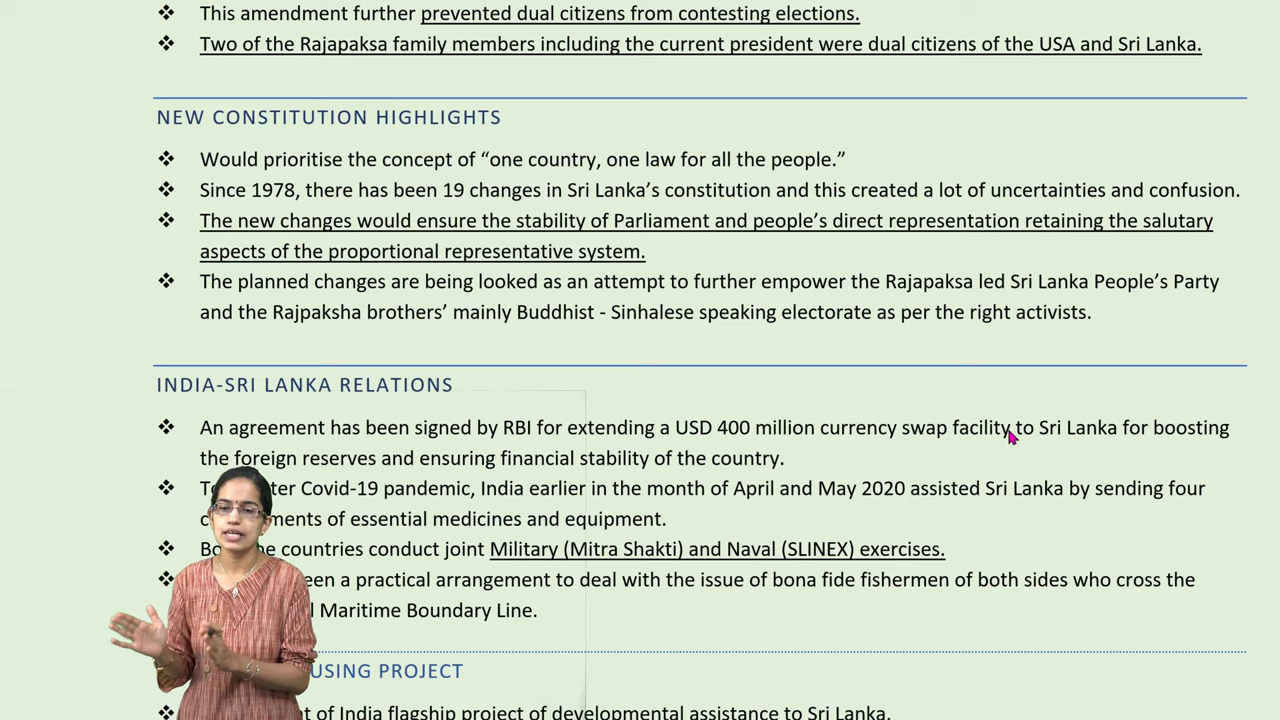 ❖ This amendment further prevented dual citizens from contesting elections.
❖ Two of the Rajapaksa family members including the current president were dual citizens of the USA and Sri Lanka.
NEW CONSTITUTION HIGHLIGHTS
❖ Would prioritise the concept of “one country, one law for all the people.”
❖ Since 1978, there has been 19 changes in Sri Lanka’s constitution and this created a lot of uncertainties and confusion.
❖ The new changes would ensure the stability of Parliament and people’s direct representation retaining the salutary
aspects of the proportional representative system.
❖ The planned changes are being looked as an attempt to further empower the Rajapaksa led Sri Lanka People’s Party
and the Rajpaksha brothers’ mainly Buddhist - Sinhalese speaking electorate as per the right activists.
INDIA-SRI LANKA RELATIONS
❖ An agreement has been signed by RBI for extending a USD 400 million currency swap facility to Sri Lanka for boosting
the foreign reserves and ensuring financial stability of the country.
❖ Covid-19 pandemic, India earlier in the month of April and May 2020 assisted Sri Lanka by sending four
of essential medicines and equipment.
❖ countries conduct joint Military (Mitra Shakti) and Naval (SLINEX) exercises.
a practical arrangement to deal with the issue of bona fide fishermen of both sides who cross the
Maritime Boundary Line.
PROJECT
of India flagship project of developmental assistance to Sri Lanka.